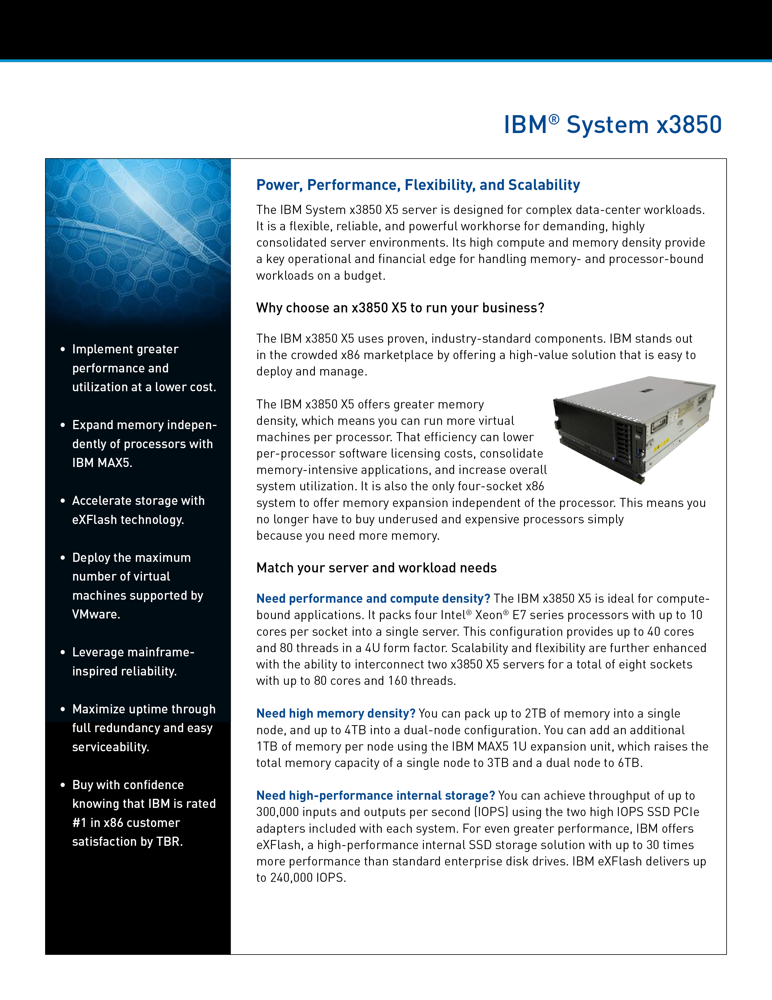 IBM® System x3850
• Implement greater
performance and
utilization at a lower cost.
• Expand memory indepen-
dently of processors with
IBM MAX5.
• Accelerate storage with
eXFlash technology.
• Deploy the maximum
number of virtual
machines supported by
VMware.
• Leverage mainframe-
inspired reliability.
• Maximize uptime through
full redundancy and easy
serviceability.
• Buy with confidence
knowing that IBM is rated
#1 in x86 customer
satisfaction by TBR.
Power, Performance, Flexibility, and Scalability
The IBM System x3850 X5 server is designed for complex data-center workloads.
It is a flexible, reliable, and powerful workhorse for demanding, highly
consolidated server environments. Its high compute and memory density provide
a key operational and financial edge for handling memory- and processor-bound
workloads on a budget.
Why choose an x3850 X5 to run your business?
The IBM x3850 X5 uses proven, industry-standard components. IBM stands out
in the crowded x86 marketplace by offering a high-value solution that is easy to
deploy and manage.
The IBM x3850 X5 offers greater memory
density, which means you can run more virtual
machines per processor. That efficiency can lower
per-processor software licensing costs, consolidate
memory-intensive applications, and increase overall
system utilization. It is also the only four-socket x86
system to offer memory expansion independent of the processor. This means you
no longer have to buy underused and expensive processors simply
because you need more memory.
Match your server and workload needs
Need performance and compute density? The IBM x3850 X5 is ideal for compute-
bound applications. It packs four Intel® Xeon® E7 series processors with up to 10
cores per socket into a single server. This configuration provides up to 40 cores
and 80 threads in a 4U form factor. Scalability and flexibility are further enhanced
with the ability to interconnect two x3850 X5 servers for a total of eight sockets
with up to 80 cores and 160 threads.
Need high memory density? You can pack up to 2TB of memory into a single
node, and up to 4TB into a dual-node configuration. You can add an additional
1TB of memory per node using the IBM MAX5 1U expansion unit, which raises the
total memory capacity of a single node to 3TB and a dual node to 6TB.
Need high-performance internal storage? You can achieve throughput of up to
300,000 inputs and outputs per second (IOPS) using the two high IOPS SSD PCIe
adapters included with each system. For even greater performance, IBM offers
eXFlash, a high-performance internal SSD storage solution with up to 30 times
more performance than standard enterprise disk drives. IBM eXFlash delivers up
to 240,000 IOPS.